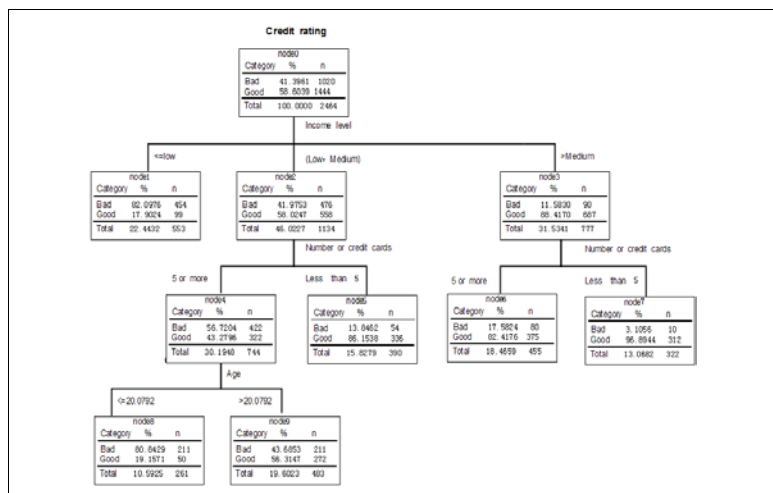 Credit rating
node0
Category % n
Bad 41.3961 1020
Good 58.6039 1444
Total 100.0000 2464
Income level
<=low
(Low+ Medium)
>Medium
node1
Category % n
Bad 82.0976 454
Good 17.9024 99
Total 22.4432 553
node2
Category % n
Bad 41.9753 476
Good 58.0247 558
Total 46.0227 1134
node3
Category % n
Bad 11.5830 90
Good 88.4170 687
Total 31.5341 777
Number or credit cards
Number or credit cards
5 or more
Less than 5
5 or more
Less than 5
node4
Category % n
Bad 56.7204 422
Good 43.2796 322
Total 30.1948 744
node5
Category % n
Bad 13.8462 54
Good 86.1538 336
Total 15.8279 390
node6
Category % n
Bad 17.5824 80
Good 82.4176 375
Total 18.4659 455
node7
Category % n
Bad 3.1056 10
Good 96.8944 312
Total 13.0682 322
Age
<=20.0792
>20.0792
node8
Category % n
Bad 80.8429 211
Good 19.1571 50
Total 10.5925 261
node9
Category % n
Bad 43.6853 211
Good 56.3147 272
Total 19.6023 483